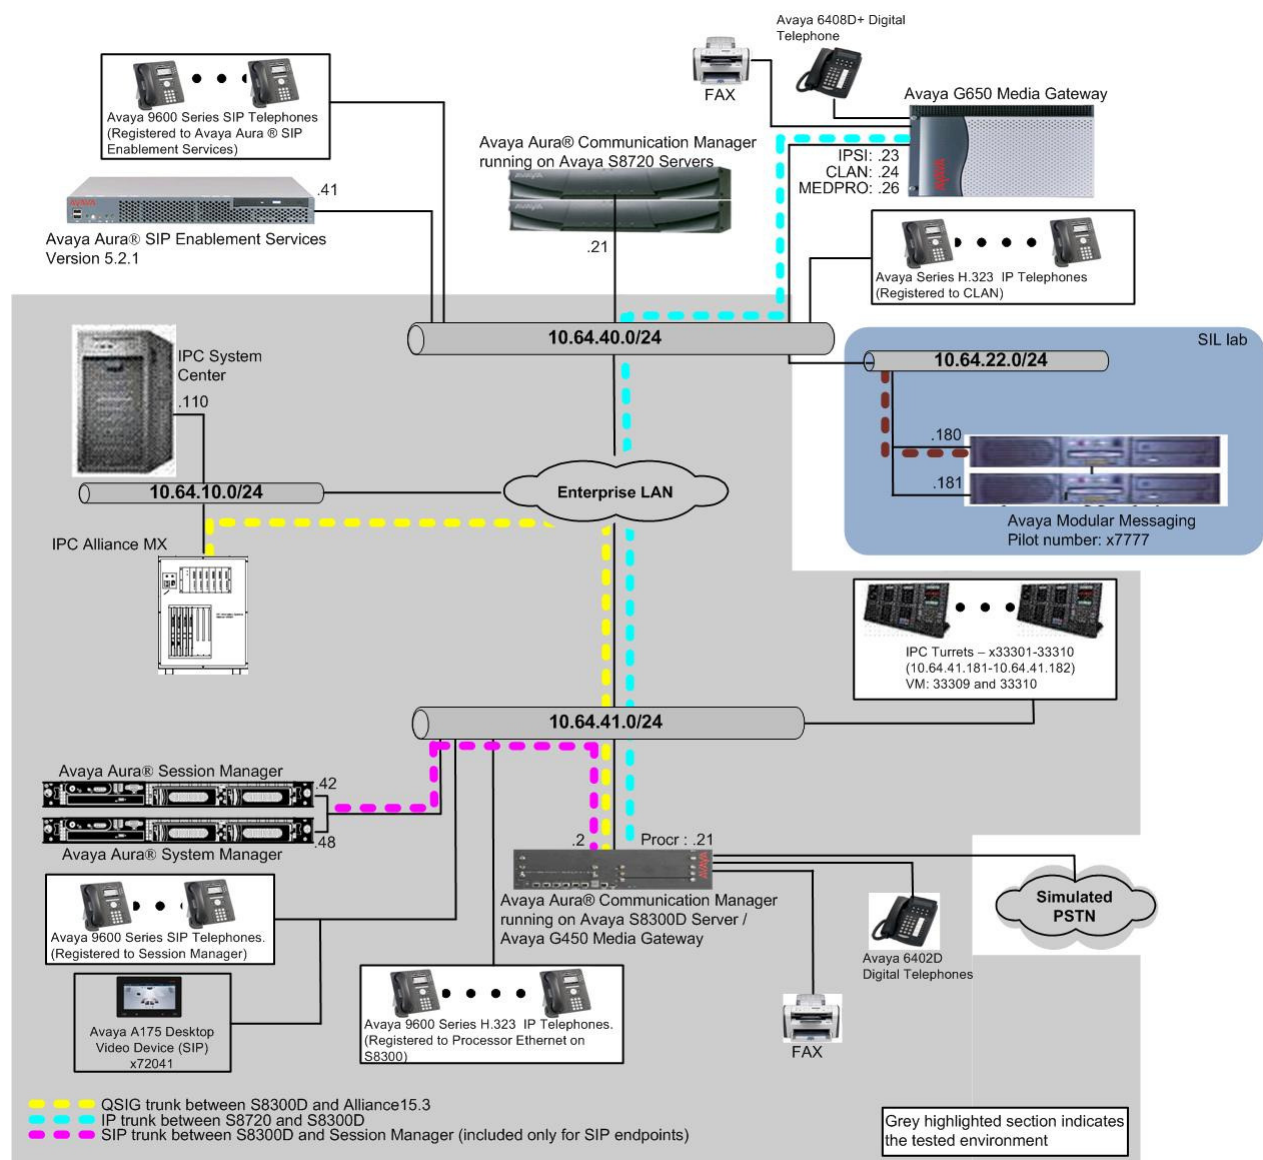 Avaya 6408D+ Digital
Telephone
FAX
Avaya G650 Media Gateway
IPSI: .23
CLAN: .24
MEDPRO: .26
AVAYA
Avaya 9600 Series SIP Telephones
(Registered to Avaya Aura ® SIP
Enablement Services)
AVAYA
.41
Avaya Aura® SIP Enablement Services
Version 5.2.1
Avaya Aura® Communication Manager
running on Avaya S8720 Servers
.21
Avaya Series H.323 IP Telephones
(Registered to CLAN)
10.64.40.0/24
SIL lab
10.64.22.0/24
.180
.181
Avaya Modular Messaging
Pilot number: x7777
IPC System
Center
.110
10.64.10.0/24
Enterprise LAN
IPC Alliance MX
IPC Turrets – x33301-33310
(10.64.41.181-10.64.41.182)
VM: 33309 and 33310
10.64.41.0/24
Avaya Aura® Session Manager
.42
.48
Avaya Aura® System Manager
.2
Procr : .21
AVAYA
Avaya Aura® Communication Manager
running on Avaya S8300D Server /
Avaya G450 Media Gateway
Simulated
PSTN
Avaya 6402D
Digital Telephones
FAX
Avaya 9600 Series SIP Telephones.
(Registered to Session Manager)
Avaya A175 Desktop
Video Device (SIP)
x72041
Avaya 9600 Series H.323 IP Telephones.
(Registered to Processor Ethernet on
S8300)
QSIG trunk between S8300D and Alliance15.3
IP trunk between S8720 and S8300D
SIP trunk between S8300D and Session Manager (included only for SIP endpoints)
Grey highlighted section indicates
the tested environment